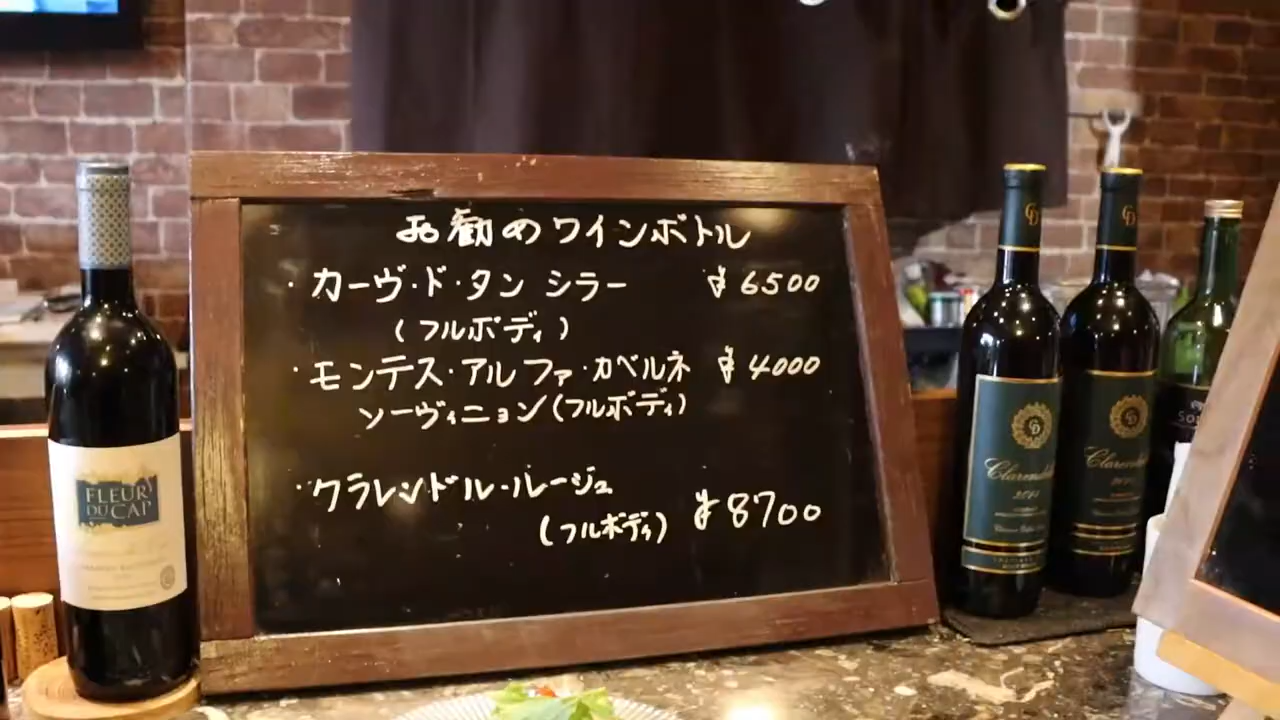 お勧めのワインボトル
・カーヴ・ド・タン シラー ¥6500
(フルボディ)
・モンテス・アルファ・カベルネ ¥4000
ソーヴィニョン(フルボディ)
・クラレンドル・ルージュ
(フルボディ) ¥8700
FLEUR
DU CAP
CD
Clarendelle
2014
CD